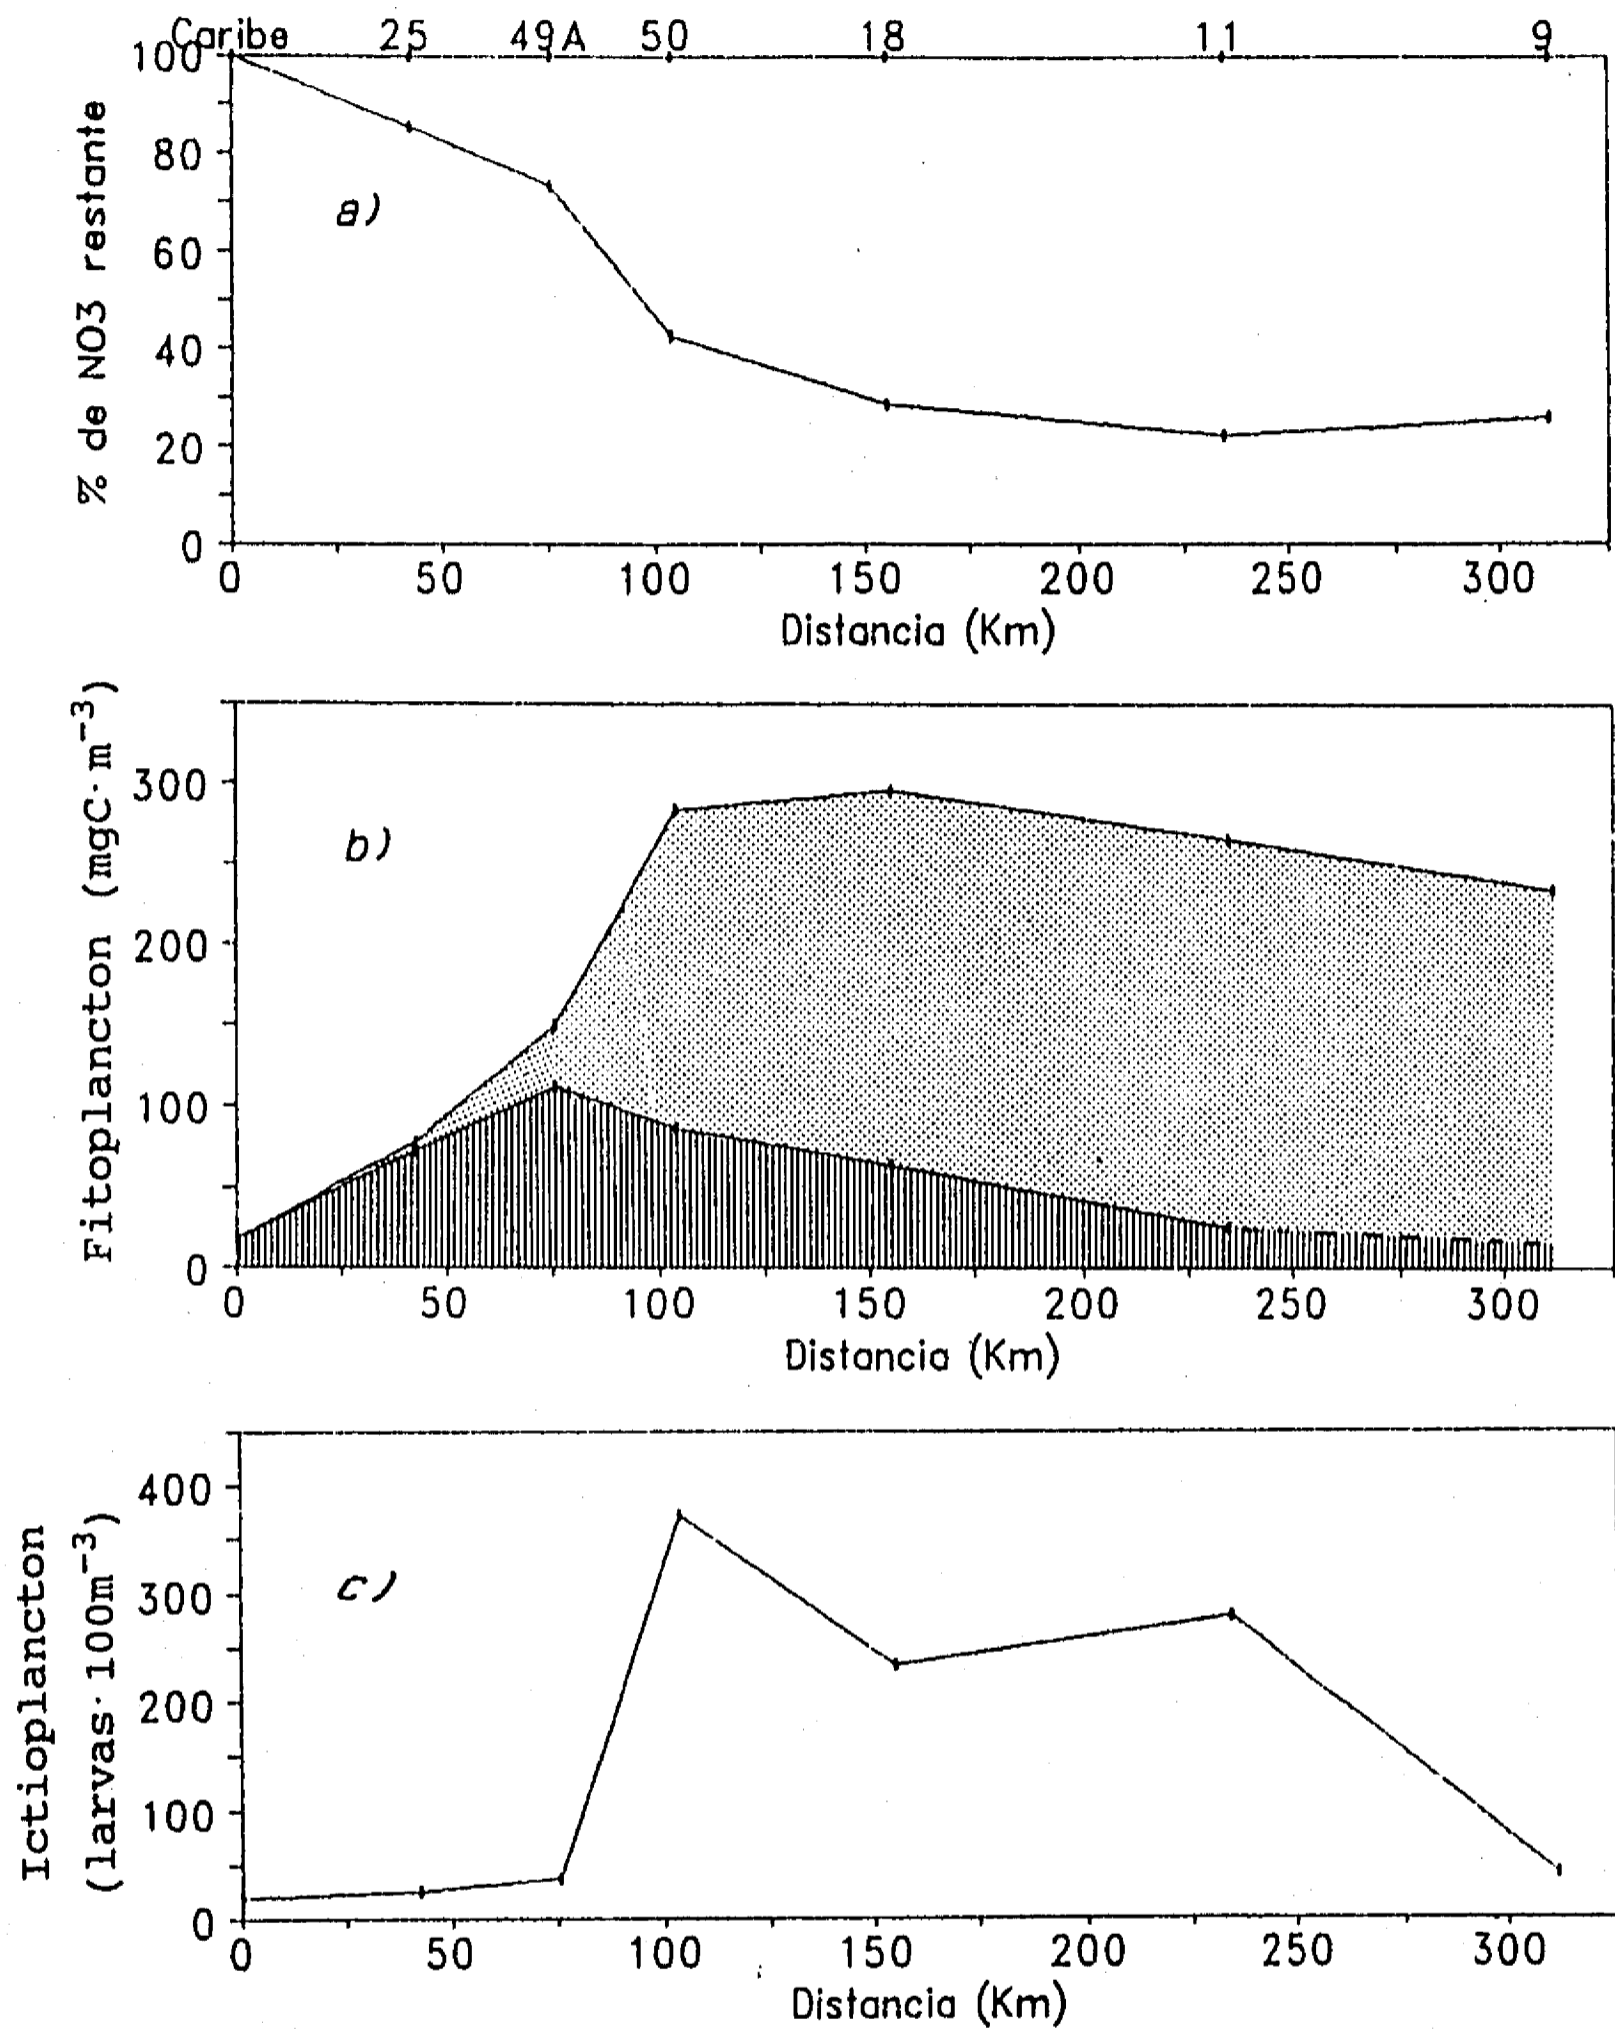 Caribe 25 49A 50 18 11 9
100
80
60
40
20
0
% de NO3 restante
a)
0 50 100 150 200 250 300
Distancia (Km)
300
200
100
0
Fitoplancton (mgC·m⁻³)
b)
0 50 100 150 200 250 300
Distancia (Km)
400
300
200
100
0
Ictioplancton
(larvas·100m⁻³)
c)
0 50 100 150 200 250 300
Distancia (Km)